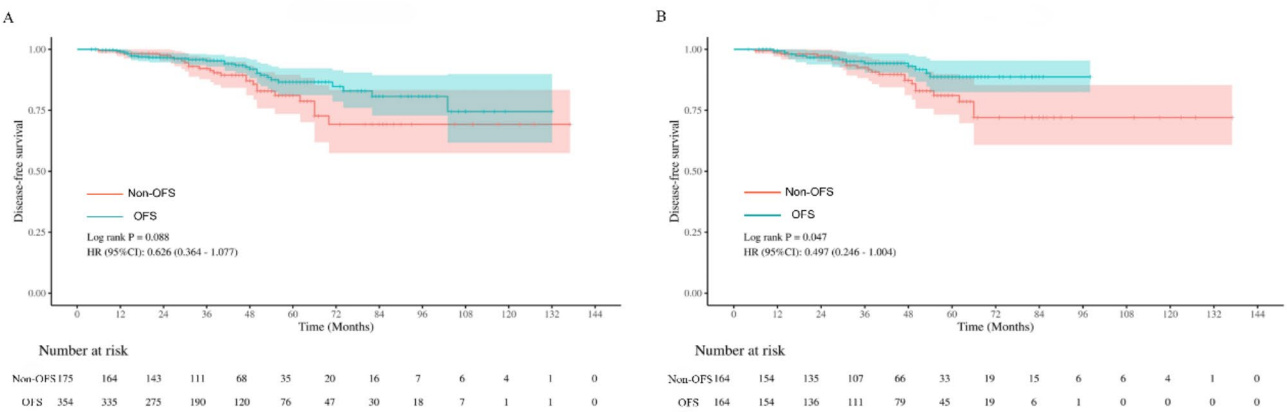 A
1.00
0.75
0.50
0.25
0.00
Disease-free survival
Non-OFS
OFS
Log rank P = 0.088
HR (95%CI): 0.626 (0.364 - 1.077)
0 12 24 36 48 60 72 84 96 108 120 132 144
Time (Months)
Number at risk
Non-OFS 175 164 143 111 68 35 20 16 7 6 4 1 0
OFS 354 335 275 190 120 76 47 30 18 7 1 1 0
B
1.00
0.75
0.50
0.25
0.00
Disease-free survival
Non-OFS
OFS
Log rank P = 0.047
HR (95%CI): 0.497 (0.246 - 1.004)
0 12 24 36 48 60 72 84 96 108 120 132 144
Time (Months)
Number at risk
Non-OFS 164 154 135 107 66 33 19 15 6 6 4 1 0
OFS 164 154 136 111 79 45 19 6 1 0 0 0 0